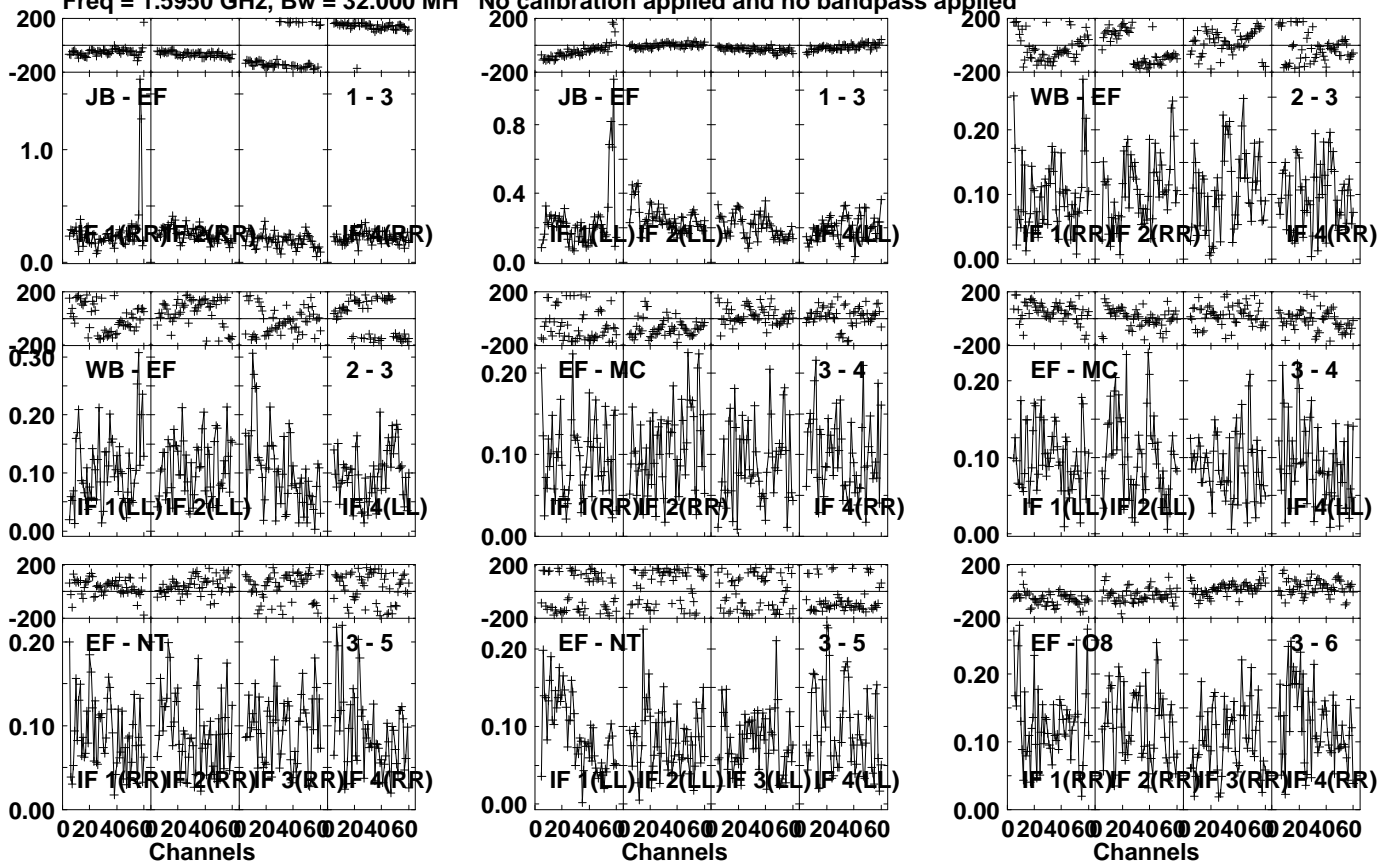 Freq = 1.5950 GHz, Bw = 32.000 MH No calibration applied and no bandpass applied
200
-200
JB - EF 1 - 3
1.0
IF 1(RR) IF 2(RR) IF 4(RR)
0.0
JB - EF 1 - 3
0.8
0.4
IF 1(LL) IF 2(LL) IF 4(LL)
0.0
200
-200
WB - EF 2 - 3
0.20
0.10
IF 1(RR) IF 2(RR) IF 4(RR)
0.00
200
-200
0.30
WB - EF 2 - 3
0.20
0.10
IF 1(LL) IF 2(LL) IF 4(LL)
0.00
200
-200
EF - MC 3 - 4
0.20
0.10
IF 1(RR) IF 2(RR) IF 4(RR)
0.00
200
-200
EF - MC 3 - 4
0.20
0.10
IF 1(LL) IF 2(LL) IF 4(LL)
0.00
200
-200
EF - NT 3 - 5
0.20
0.10
IF 1(RR) IF 2(RR) IF 3(RR) IF 4(RR)
0.00
0 20 40 60 0 20 40 60 0 20 40 60 0 20 40 60
Channels
200
-200
EF - NT 3 - 5
0.20
0.10
IF 1(LL) IF 2(LL) IF 3(LL) IF 4(LL)
0.00
0 20 40 60 0 20 40 60 0 20 40 60 0 20 40 60
Channels
200
-200
EF - O8 3 - 6
0.20
0.10
IF 1(RR) IF 2(RR) IF 3(RR) IF 4(RR)
0.00
0 20 40 60 0 20 40 60 0 20 40 60 0 20 40 60
Channels